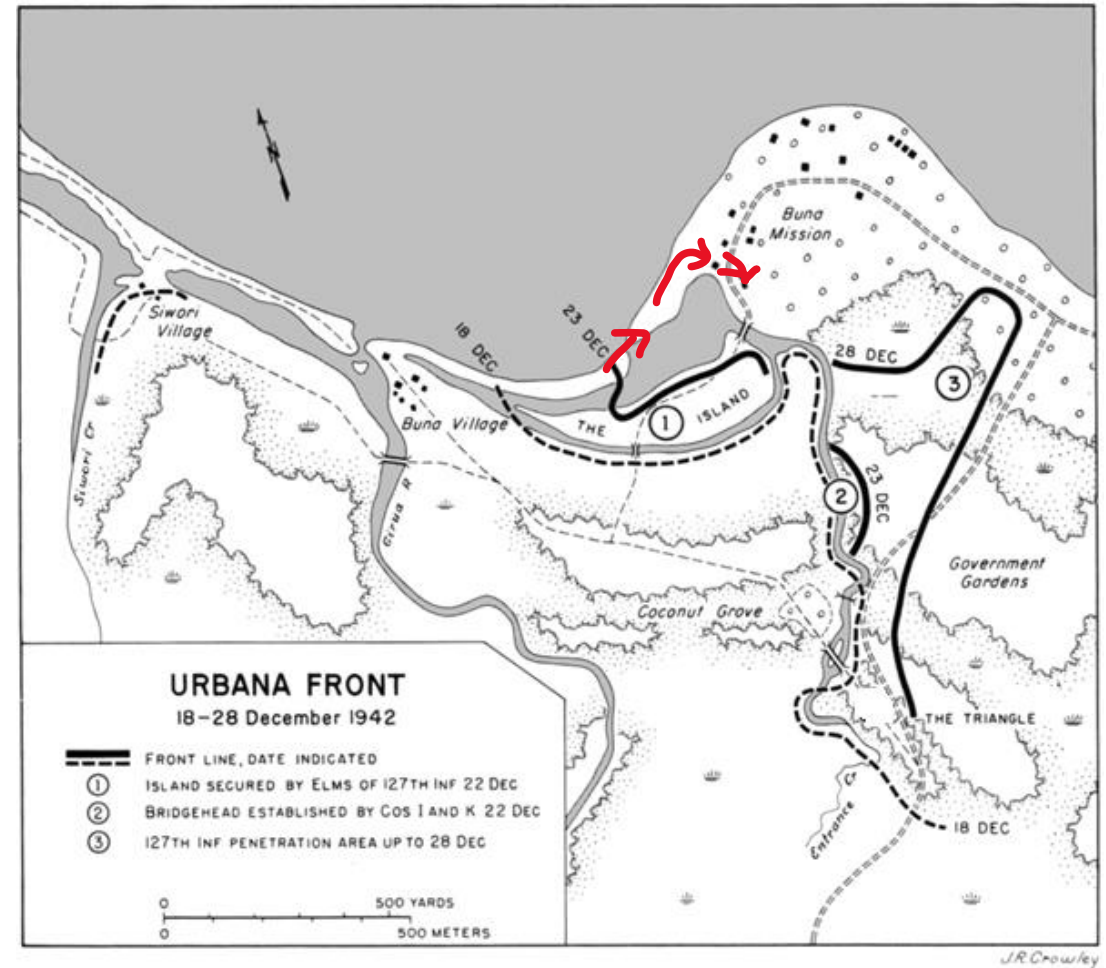 N
Buna
Mission
Siwori
Village
18 DEC
23 DEC
28 DEC
3
Buna Village
THE
1
ISLAND
Siwori Cr
Girua R
2
23 DEC
Government
Gardens
Coconut Grove
THE TRIANGLE
Entrance Cr
18 DEC
URBANA FRONT
18-28 December 1942
FRONT LINE, DATE INDICATED
1 ISLAND SECURED BY ELMS OF 127TH INF 22 DEC
2 BRIDGEHEAD ESTABLISHED BY COS I AND K 22 DEC
3 127TH INF PENETRATION AREA UP TO 28 DEC
0 500 YARDS
0 500 METERS
J.R.Crowley